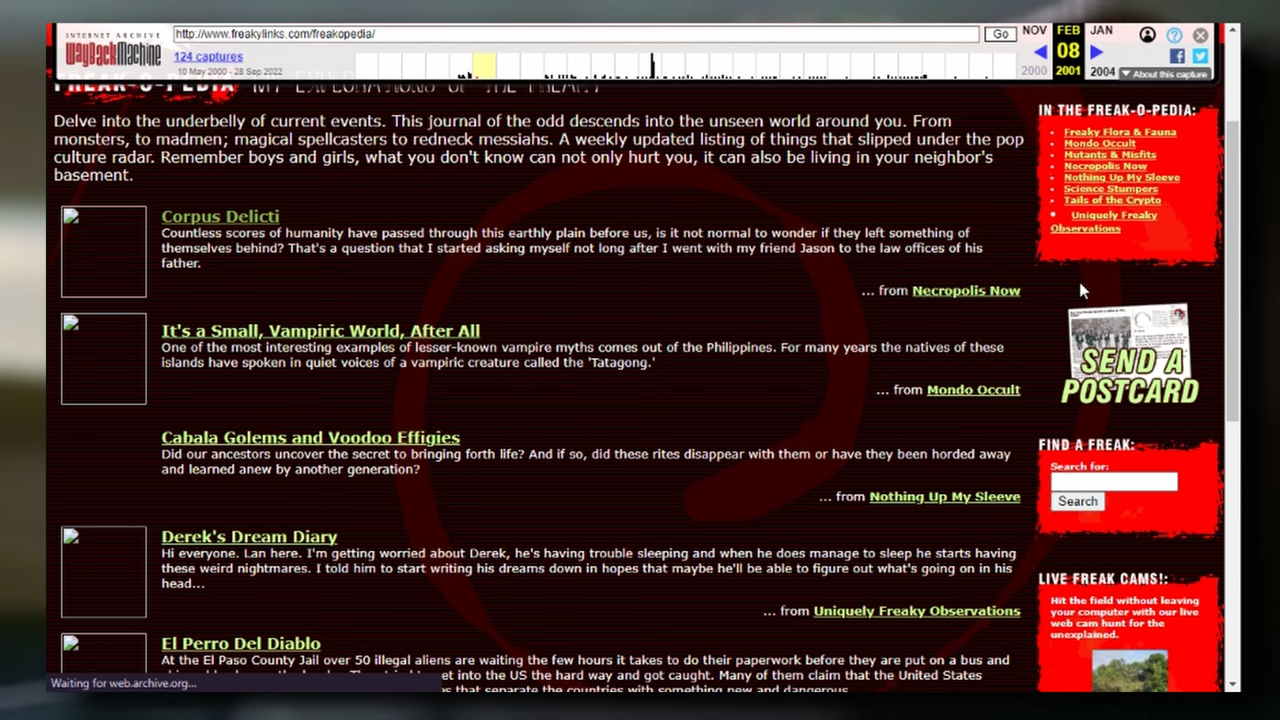 INTERNET ARCHIVE
WayBackMachine
http://www.freakylinks.com/freakopedia/
Go
NOV
FEB
JAN
124 captures
08
10 May 2000 - 28 Sep 2022
2000
2001
2004
About this capture
FREAK-O-PEDIA MY EXPLORATIONS OF THE FREAKY
Delve into the underbelly of current events. This journal of the odd descends into the unseen world around you. From
monsters, to madmen; magical spellcasters to redneck messiahs. A weekly updated listing of things that slipped under the pop
culture radar. Remember boys and girls, what you don't know can not only hurt you, it can also be living in your neighbor's
basement.
Corpus Delicti
Countless scores of humanity have passed through this earthly plain before us, is it not normal to wonder if they left something of
themselves behind? That's a question that I started asking myself not long after I went with my friend Jason to the law offices of his
father.
... from Necropolis Now
It's a Small, Vampiric World, After All
One of the most interesting examples of lesser-known vampire myths comes out of the Philippines. For many years the natives of these
islands have spoken in quiet voices of a vampiric creature called the 'Tatagong.'
... from Mondo Occult
Cabala Golems and Voodoo Effigies
Did our ancestors uncover the secret to bringing forth life? And if so, did these rites disappear with them or have they been horded away
and learned anew by another generation?
... from Nothing Up My Sleeve
Derek's Dream Diary
Hi everyone. Lan here. I'm getting worried about Derek, he's having trouble sleeping and when he does manage to sleep he starts having
these weird nightmares. I told him to start writing his dreams down in hopes that maybe he'll be able to figure out what's going on in his
head...
... from Uniquely Freaky Observations
El Perro Del Diablo
At the El Paso County Jail over 50 illegal aliens are waiting the few hours it takes to do their paperwork before they are put on a bus and
et into the US the hard way and got caught. Many of them claim that the United States
s that separate the countries with something new and dangerous.
Waiting for web.archive.org...
IN THE FREAK-O-PEDIA:
Freaky Flora & Fauna
Mondo Occult
Mutants & Misfits
Necropolis Now
Nothing Up My Sleeve
Science Stumpers
Tails of the Crypto
Uniquely Freaky
Observations
SEND A
POSTCARD
FIND A FREAK:
Search for:
Search
LIVE FREAK CAMS!:
Hit the field without leaving
your computer with our live
web cam hunt for the
unexplained.